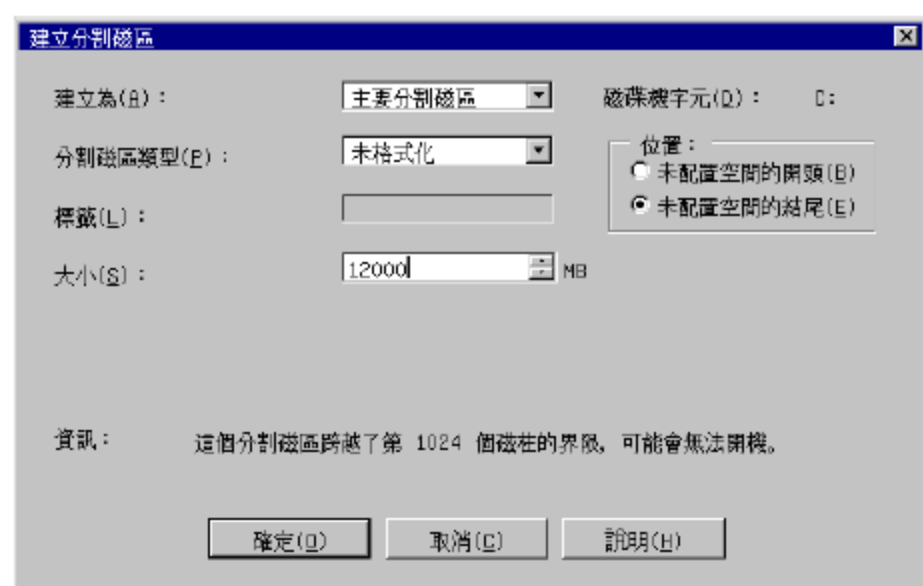 建立分割磁區
建立為(A)： 主要分割磁區 磁碟機字元(D)： C:
分割磁區類型(P)： 未格式化 位置：
未配置空間的開頭(B)
標籤(L)： 未配置空間的結尾(E)
大小(S)： 12000 MB
資訊： 這個分割磁區跨越了第 1024 個磁柱的界限, 可能會無法開機。
確定(O) 取消(C) 說明(H)